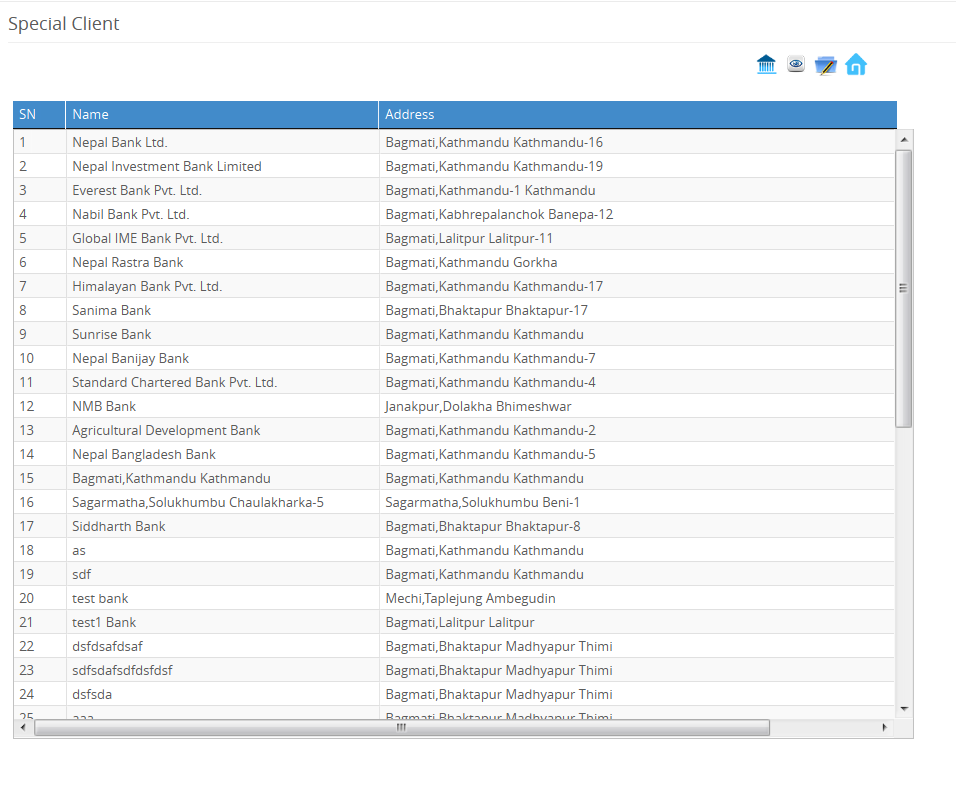 Special Client
SN Name Address
1 Nepal Bank Ltd. Bagmati,Kathmandu Kathmandu-16
2 Nepal Investment Bank Limited Bagmati,Kathmandu Kathmandu-19
3 Everest Bank Pvt. Ltd. Bagmati,Kathmandu-1 Kathmandu
4 Nabil Bank Pvt. Ltd. Bagmati,Kabhrepalanchok Banepa-12
5 Global IME Bank Pvt. Ltd. Bagmati,Lalitpur Lalitpur-11
6 Nepal Rastra Bank Bagmati,Kathmandu Gorkha
7 Himalayan Bank Pvt. Ltd. Bagmati,Kathmandu Kathmandu-17
8 Sanima Bank Bagmati,Bhaktapur Bhaktapur-17
9 Sunrise Bank Bagmati,Kathmandu Kathmandu
10 Nepal Banijay Bank Bagmati,Kathmandu Kathmandu-7
11 Standard Chartered Bank Pvt. Ltd. Bagmati,Kathmandu Kathmandu-4
12 NMB Bank Janakpur,Dolakha Bhimeshwar
13 Agricultural Development Bank Bagmati,Kathmandu Kathmandu-2
14 Nepal Bangladesh Bank Bagmati,Kathmandu Kathmandu-5
15 Bagmati,Kathmandu Kathmandu Bagmati,Kathmandu Kathmandu
16 Sagarmatha,Solukhumbu Chaulakharka-5 Sagarmatha,Solukhumbu Beni-1
17 Siddharth Bank Bagmati,Bhaktapur Bhaktapur-8
18 as Bagmati,Kathmandu Kathmandu
19 sdf Bagmati,Kathmandu Kathmandu
20 test bank Mechi,Taplejung Ambegudin
21 test1 Bank Bagmati,Lalitpur Lalitpur
22 dsfdsafdsaf Bagmati,Bhaktapur Madhyapur Thimi
23 sdfsdafsdfdsfdsf Bagmati,Bhaktapur Madhyapur Thimi
24 dsfsda Bagmati,Bhaktapur Madhyapur Thimi
25 aaa Bagmati,Bhaktapur Madhyapur Thimi